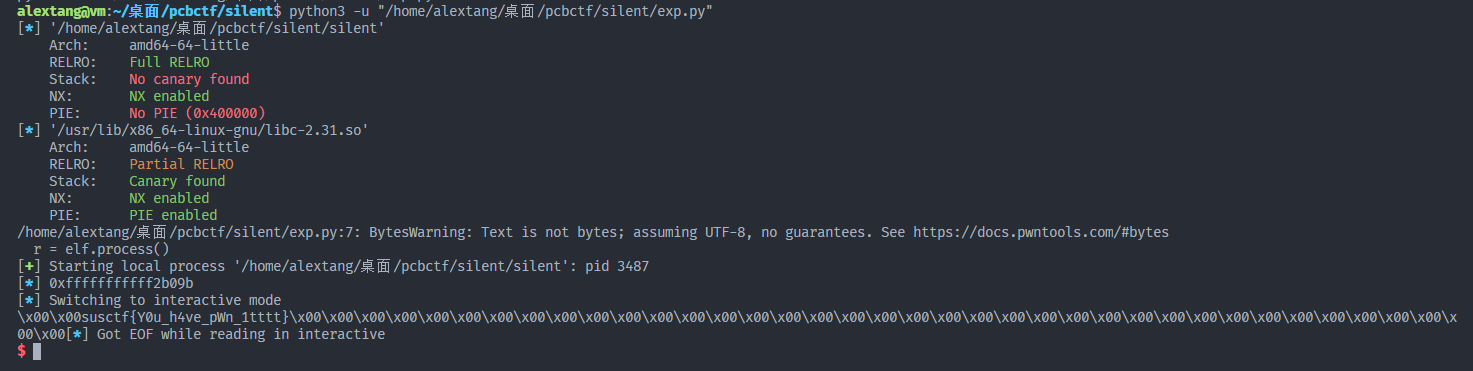 alextang@vm:~/桌面/pcbctf/silent$ python3 -u "/home/alextang/桌面/pcbctf/silent/exp.py"
[*] '/home/alextang/桌面/pcbctf/silent/silent'
    Arch:     amd64-64-little
    RELRO:    Full RELRO
    Stack:    No canary found
    NX:       NX enabled
    PIE:      No PIE (0x400000)
[*] '/usr/lib/x86_64-linux-gnu/libc-2.31.so'
    Arch:     amd64-64-little
    RELRO:    Partial RELRO
    Stack:    Canary found
    NX:       NX enabled
    PIE:      PIE enabled
/home/alextang/桌面/pcbctf/silent/exp.py:7: BytesWarning: Text is not bytes; assuming UTF-8, no guarantees. See https://docs.pwntools.com/#bytes
  r = elf.process()
[+] Starting local process '/home/alextang/桌面/pcbctf/silent/silent': pid 3487
[*] 0xfffffffffff2b09b
[*] Switching to interactive mode
\x00\x00susctf{Y0u_h4ve_pWn_1tttt}\x00\x00\x00\x00\x00\x00\x00\x00\x00\x00\x00\x00\x00\x00\x00\x00\x00\x00\x00\x00\x00\x00\x00\x00\x00\x00\x00\x00\x00\x00\x00\x00\x00\x00\x00\x00\x
00\x00[*] Got EOF while reading in interactive
$